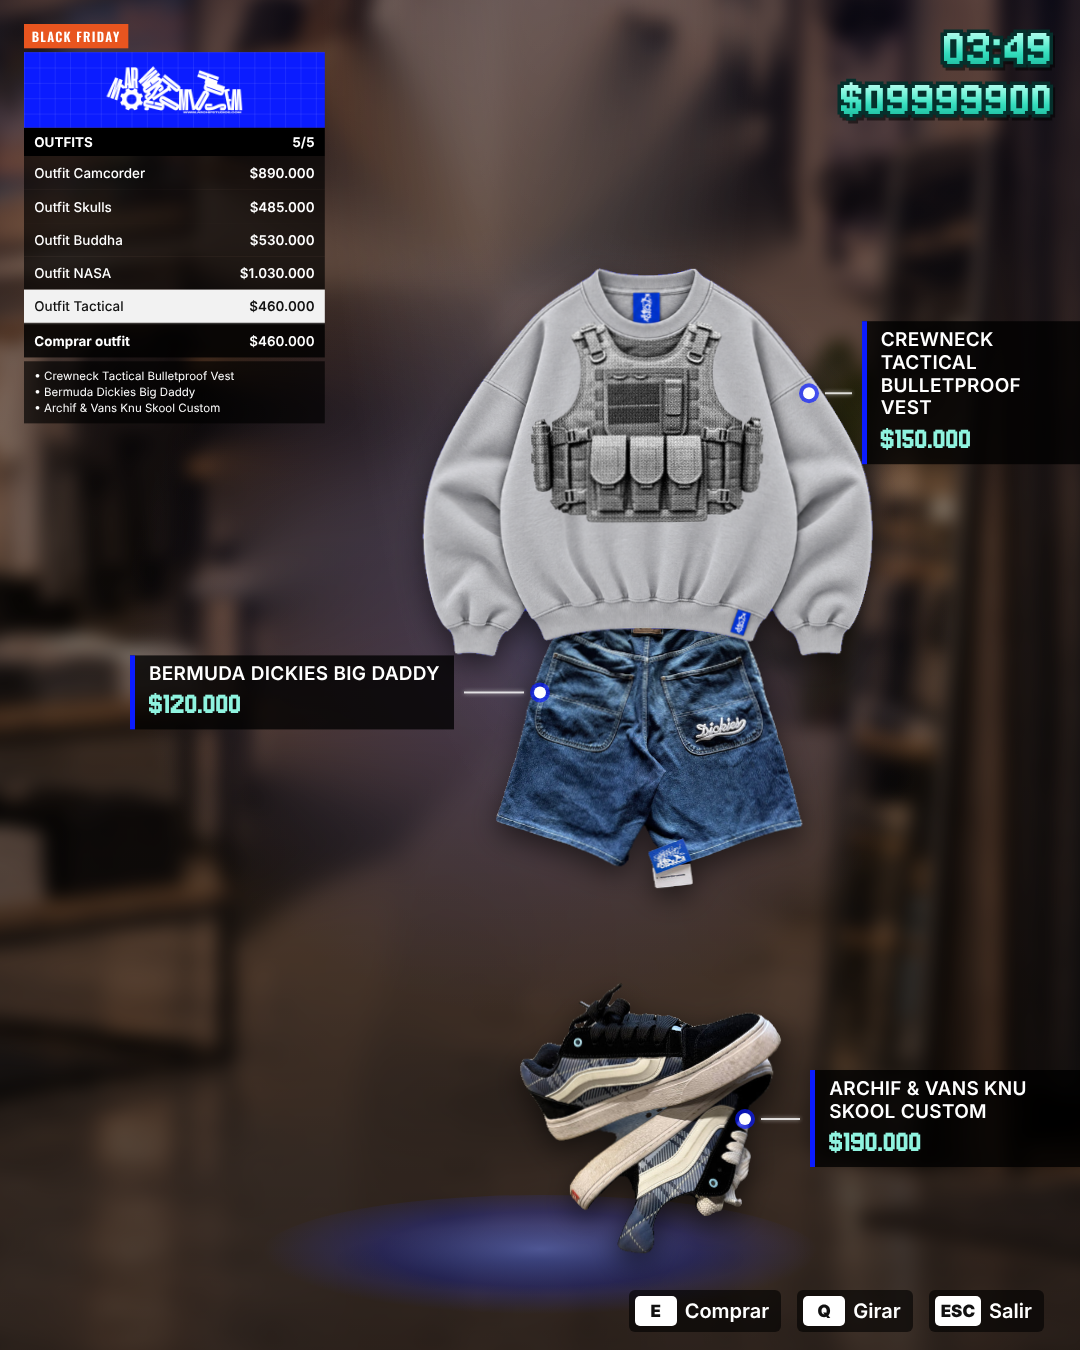 BLACK FRIDAY
OUTFITS 5/5
Outfit Camcorder $890.000
Outfit Skulls $485.000
Outfit Buddha $530.000
Outfit NASA $1.030.000
Outfit Tactical $460.000
Comprar outfit $460.000
• Crewneck Tactical Bulletproof Vest
• Bermuda Dickies Big Daddy
• Archif & Vans Knu Skool Custom
03:49
$09999900
CREWNECK
TACTICAL
BULLETPROOF
VEST
$150.000
BERMUDA DICKIES BIG DADDY
$120.000
Dickies
ARCHIF & VANS KNU
SKOOL CUSTOM
$190.000
E Comprar
Q Girar
ESC Salir